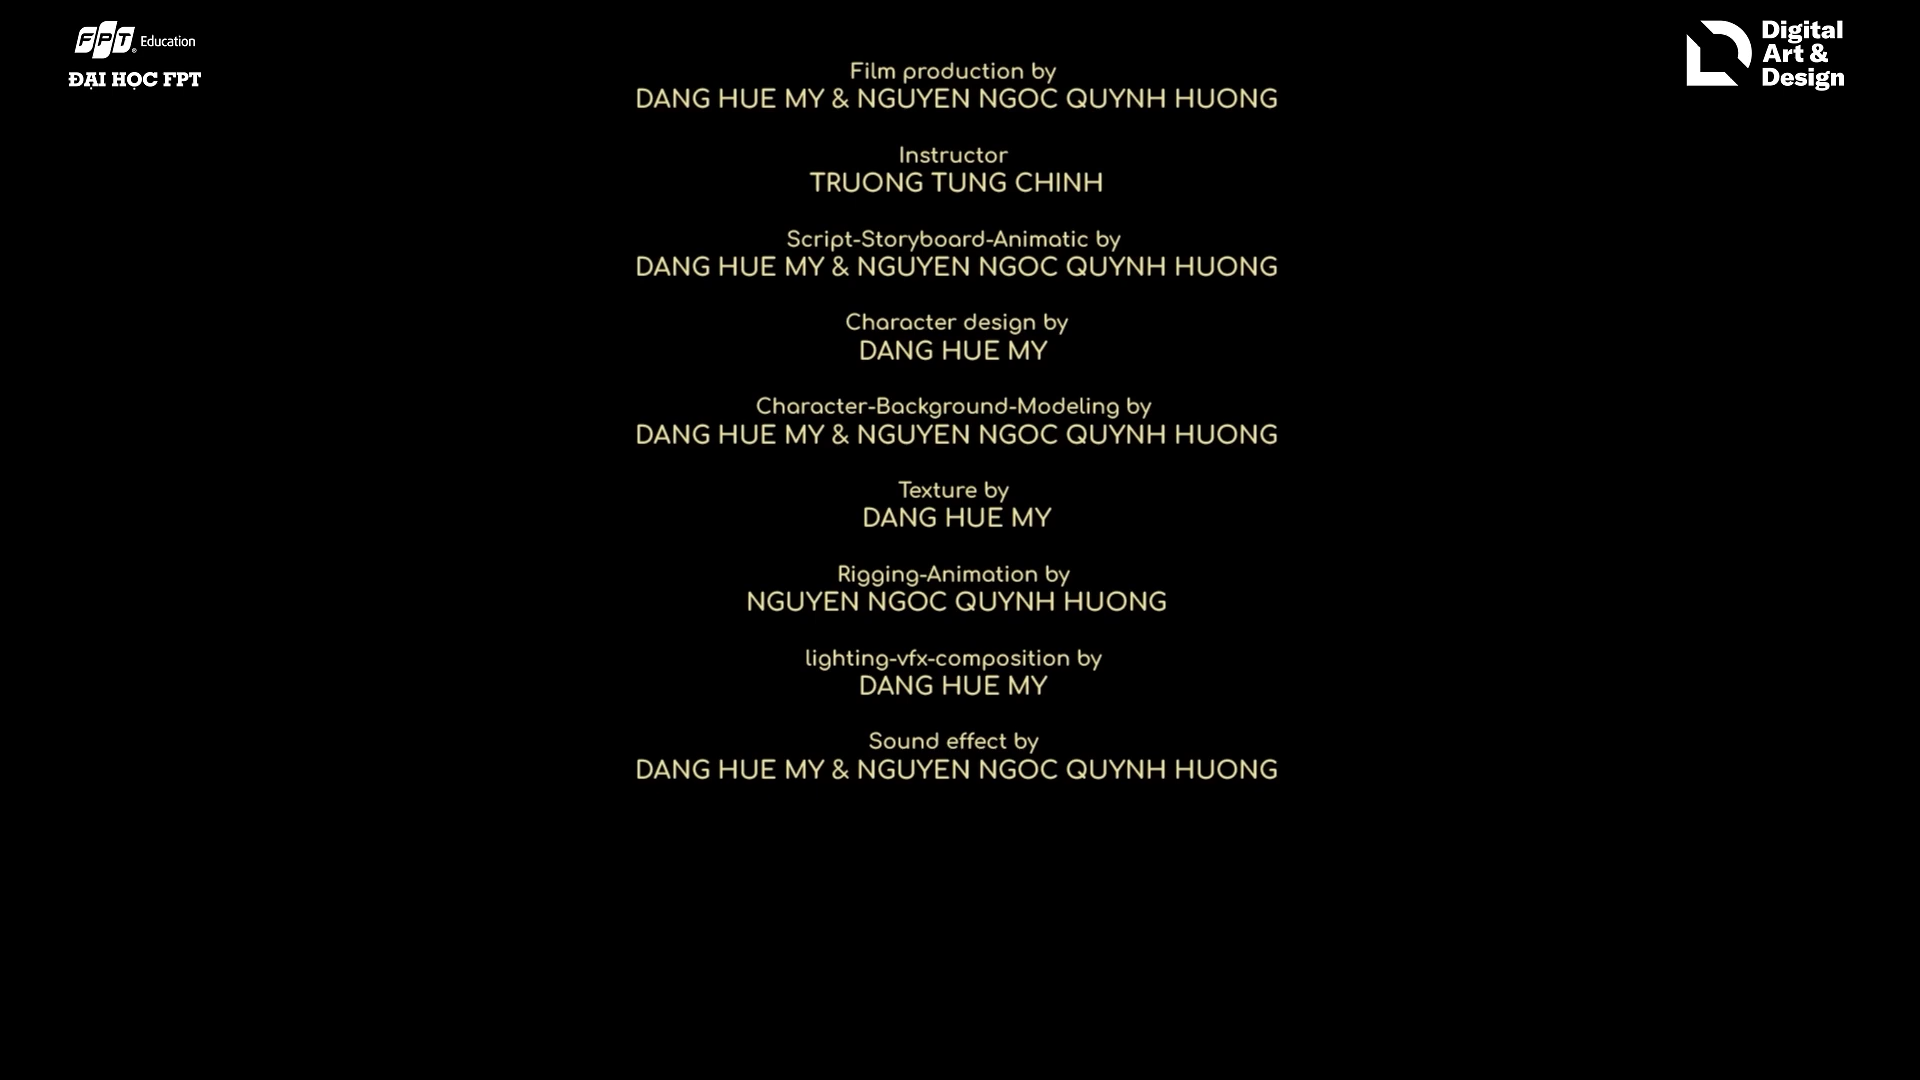 FPT Education
ĐẠI HỌC FPT
Digital
Art &
Design
Film production by
DANG HUE MY & NGUYEN NGOC QUYNH HUONG
Instructor
TRUONG TUNG CHINH
Script-Storyboard-Animatic by
DANG HUE MY & NGUYEN NGOC QUYNH HUONG
Character design by
DANG HUE MY
Character-Background-Modeling by
DANG HUE MY & NGUYEN NGOC QUYNH HUONG
Texture by
DANG HUE MY
Rigging-Animation by
NGUYEN NGOC QUYNH HUONG
lighting-vfx-composition by
DANG HUE MY
Sound effect by
DANG HUE MY & NGUYEN NGOC QUYNH HUONG